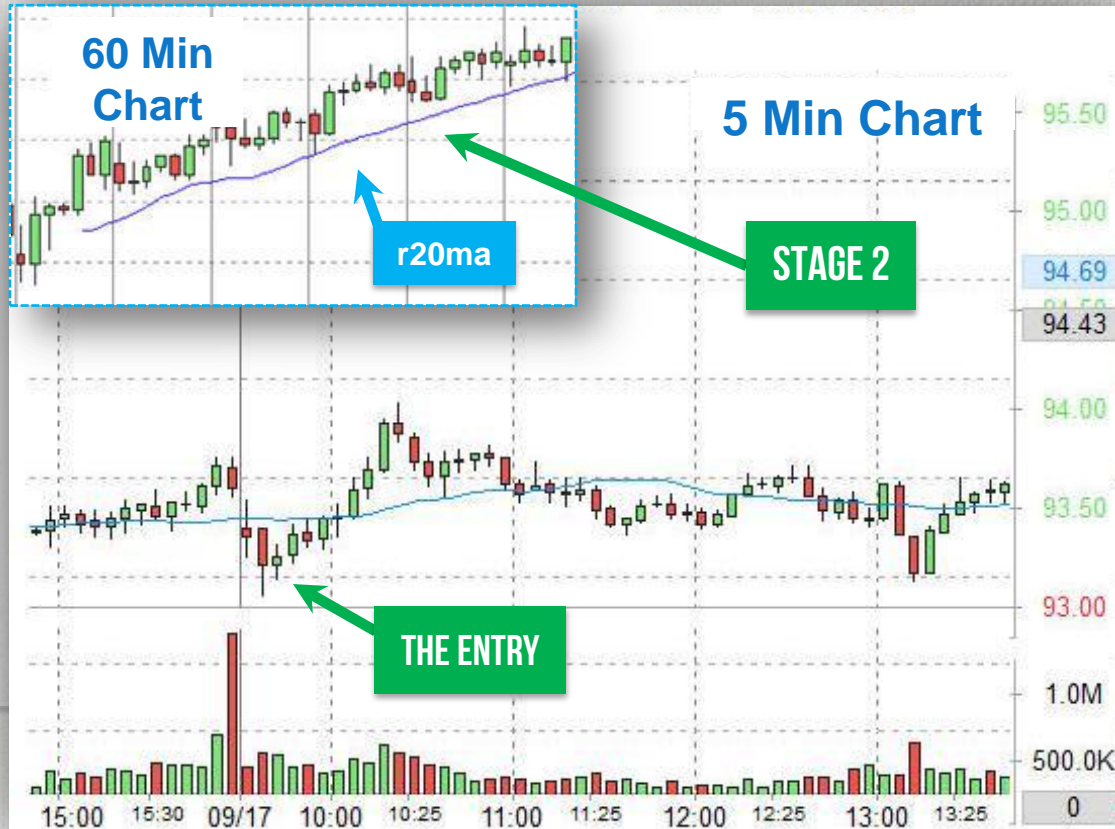 60 Min
Chart
5 Min Chart
r20ma
STAGE 2
THE ENTRY
95.50
95.00
94.69
94.43
94.00
93.50
93.00
1.0M
500.0K
0
15:00 15:30 09/17 10:00 10:25 11:00 11:25 12:00 12:25 13:00 13:25